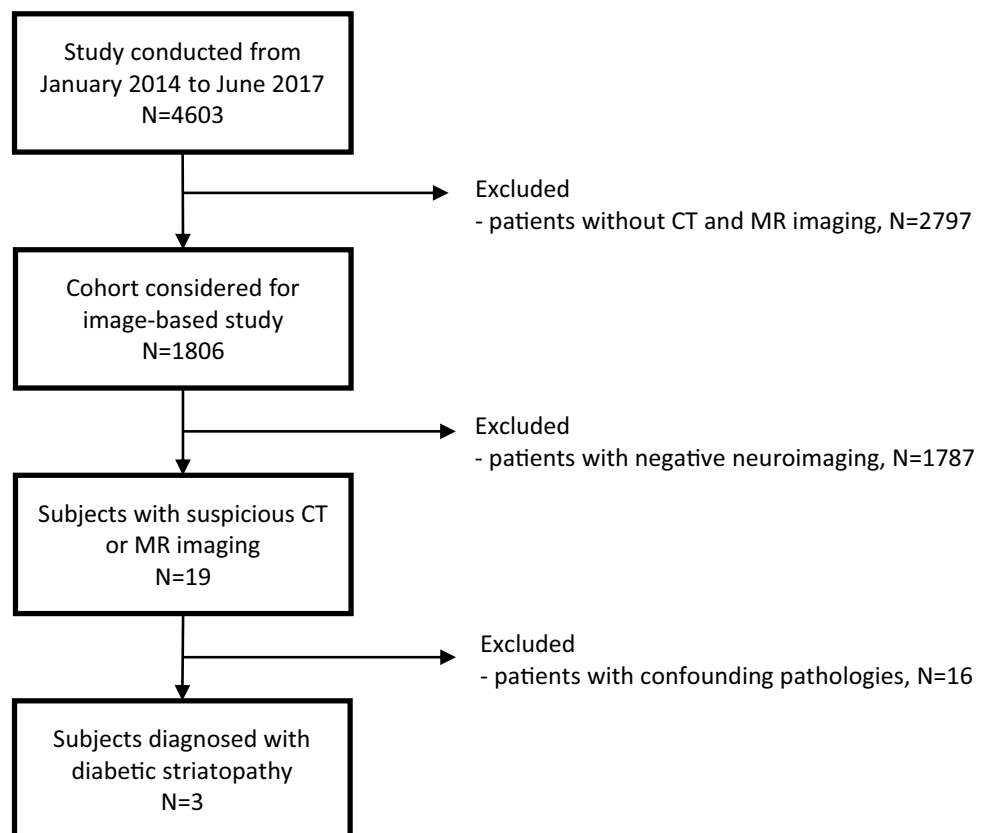 Study conducted from
January 2014 to June 2017
N=4603
Excluded
- patients without CT and MR imaging, N=2797
Cohort considered for
image-based study
N=1806
Excluded
- patients with negative neuroimaging, N=1787
Subjects with suspicious CT
or MR imaging
N=19
Excluded
- patients with confounding pathologies, N=16
Subjects diagnosed with
diabetic striatopathy
N=3